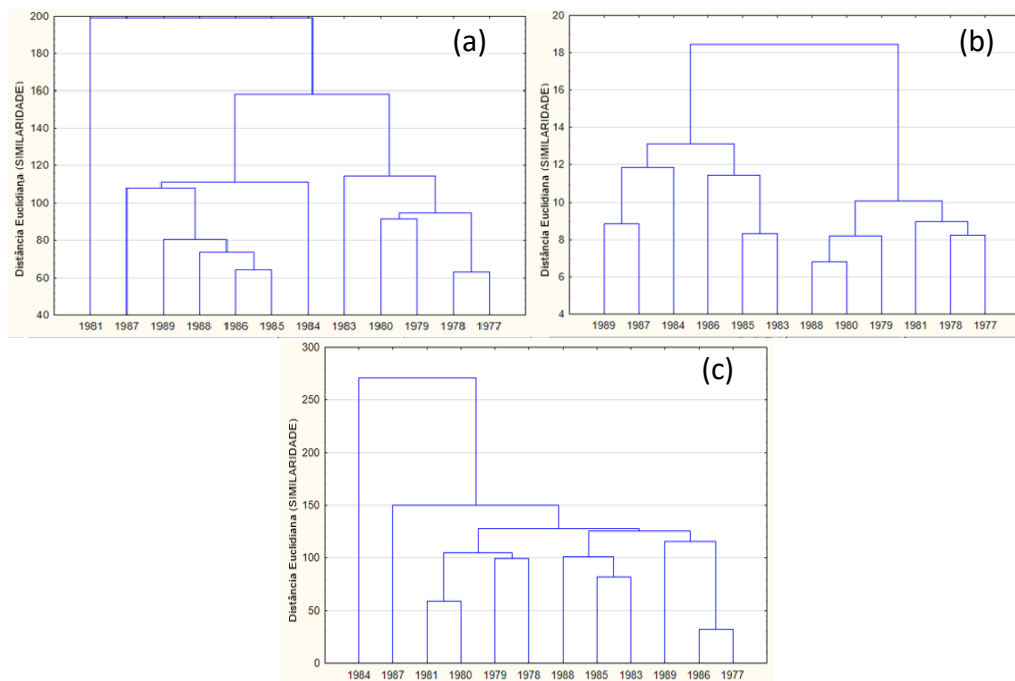 (a)
Distância Euclidiana (SIMILARIDADE)
200
180
160
140
120
100
80
60
40
1981 1987 1989 1988 1986 1985 1984 1983 1980 1979 1978 1977
(b)
Distância Euclidiana (SIMILARIDADE)
20
18
16
14
12
10
8
6
4
1989 1987 1984 1986 1985 1983 1988 1980 1979 1981 1978 1977
(c)
Distância Euclidiana (SIMILARIDADE)
300
250
200
150
100
50
0
1984 1987 1981 1980 1979 1978 1988 1985 1983 1989 1986 1977